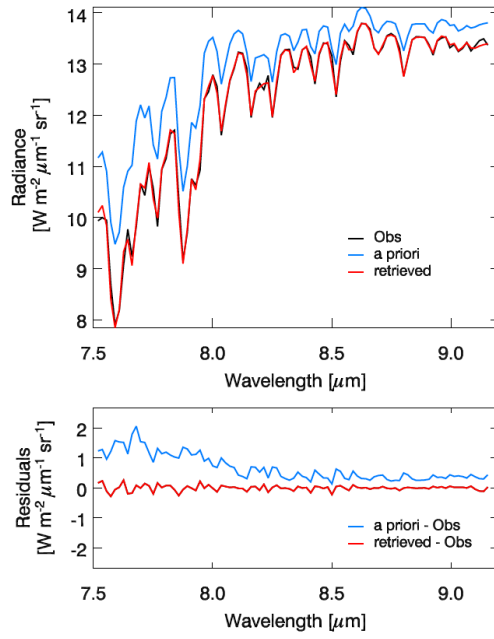 14
13
12
11
10
9
8
Radiance
[W m⁻² μm⁻¹ sr⁻¹]
Obs
a priori
retrieved
7.5 8.0 8.5 9.0
Wavelength [μm]
2
1
0
-1
-2
Residuals
[W m⁻² μm⁻¹ sr⁻¹]
a priori - Obs
retrieved - Obs
7.5 8.0 8.5 9.0
Wavelength [μm]